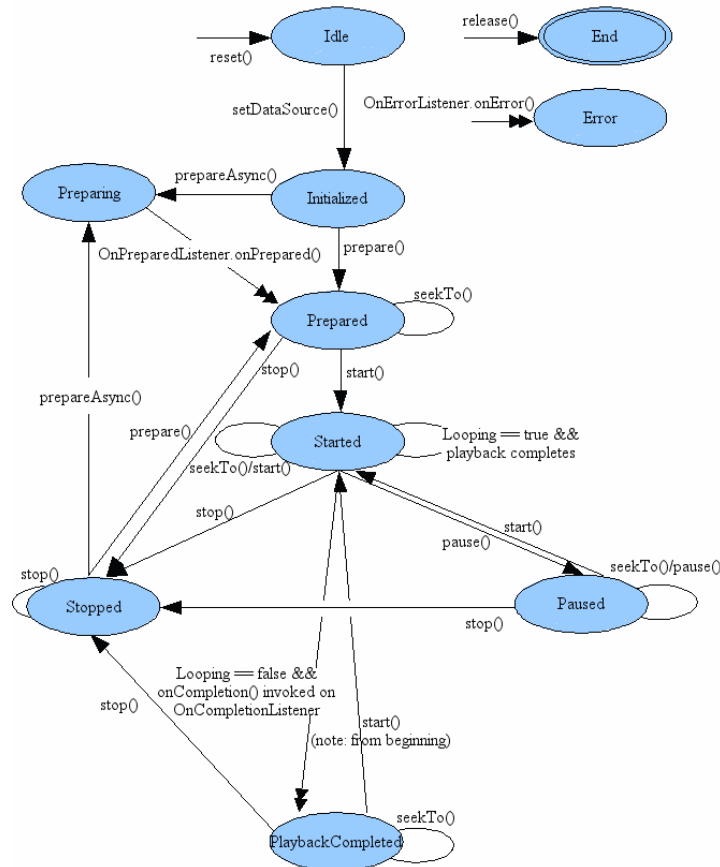 Idle
release()
End
reset()
setDataSource()
OnErrorListener.onError()
Error
prepareAsync()
Preparing
Initialized
OnPreparedListener.onPrepared()
prepare()
seekTo()
Prepared
stop()
start()
prepareAsync()
prepare()
Looping == true &&
playback completes
Started
seekTo()/start()
stop()
start()
pause()
seekTo()/pause()
stop()
Stopped
Paused
stop()
Looping == false &&
onCompletion() invoked on
OnCompletionListener
stop()
start()
(note: from beginning)
seekTo()
PlaybackCompleted